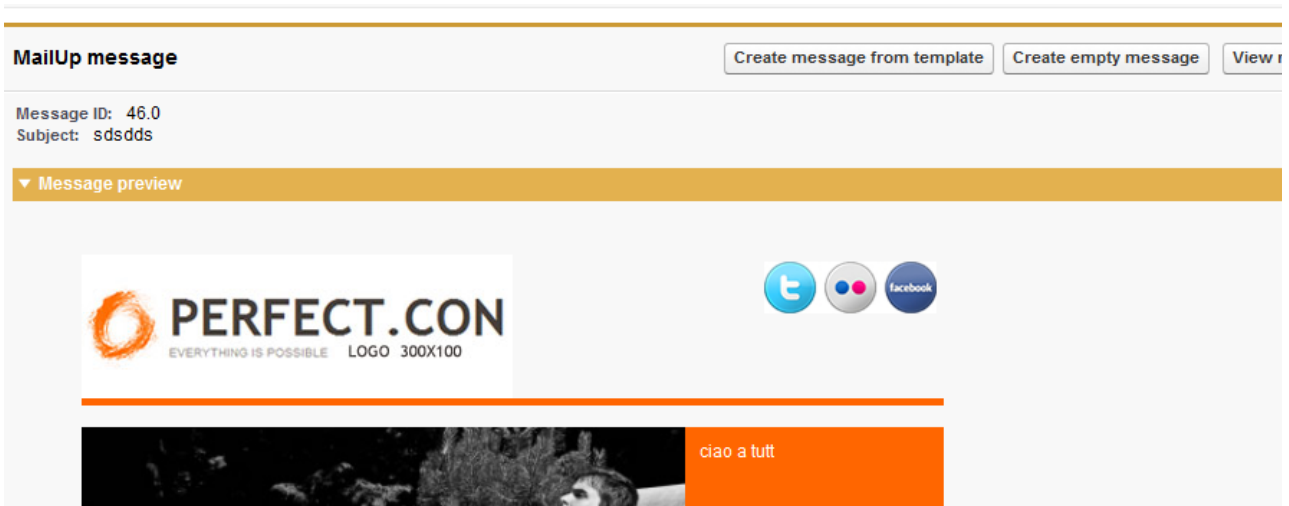 MailUp message
Create message from template
Create empty message
View
Message ID: 46.0
Subject: sdsdds
Message preview
PERFECT.CON
EVERYTHING IS POSSIBLE LOGO 300X100
t
facebook
ciao a tutt